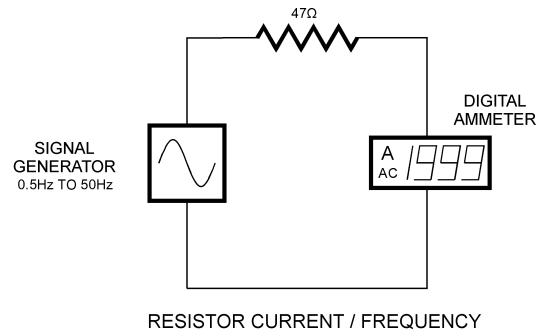 47Ω
DIGITAL
AMMETER
SIGNAL
GENERATOR
0.5Hz TO 50Hz
A
AC
1999
RESISTOR CURRENT / FREQUENCY